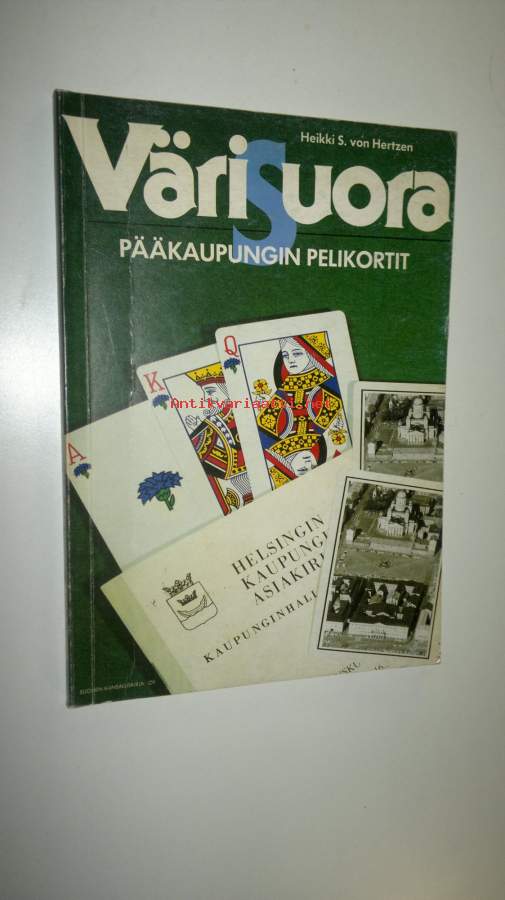 Heikki S. von Hertzen
VäriSuora
PÄÄKAUPUNGIN PELIKORTIT
Q
K
A
Antikvariaatti.net
HELSINGIN
KAUPUNGI
ASIAKIR
KAUPUNGINHALL